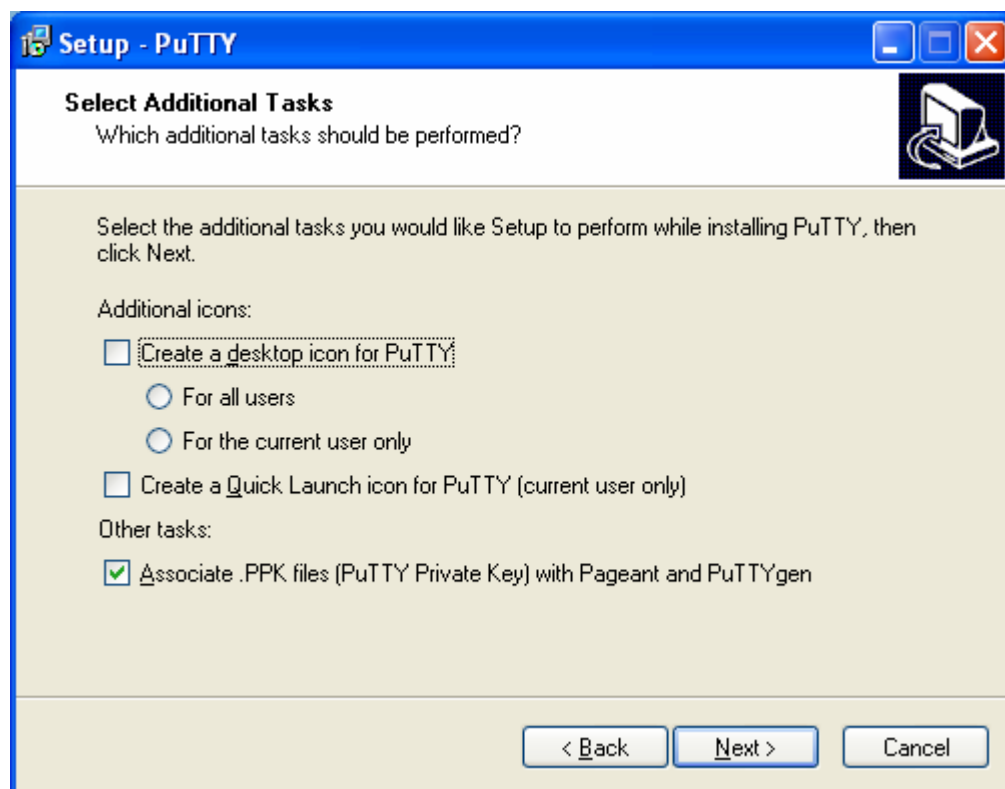 Setup - PuTTY
Select Additional Tasks
Which additional tasks should be performed?
Select the additional tasks you would like Setup to perform while installing PuTTY, then
click Next.
Additional icons:
Create a desktop icon for PuTTY
For all users
For the current user only
Create a Quick Launch icon for PuTTY (current user only)
Other tasks:
Associate .PPK files (PuTTY Private Key) with Pageant and PuTTYgen
< Back Next > Cancel